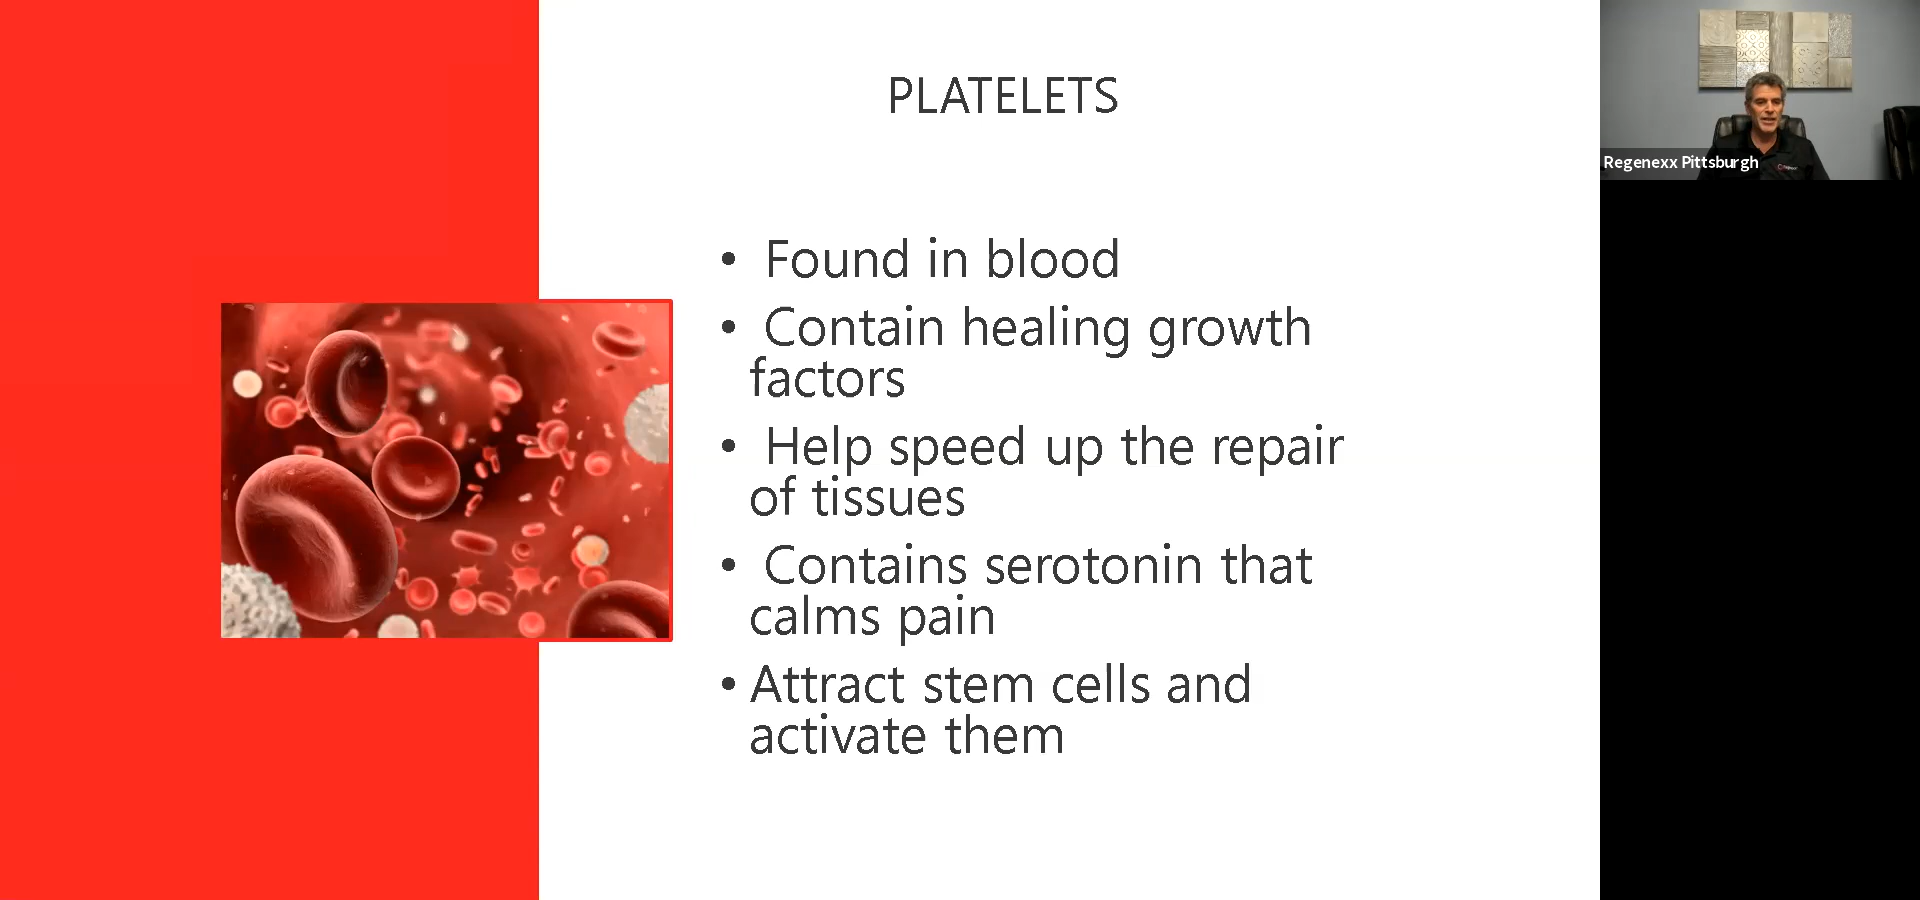 PLATELETS
• Found in blood
• Contain healing growth
factors
• Help speed up the repair
of tissues
• Contains serotonin that
calms pain
• Attract stem cells and
activate them
Regenexx Pittsburgh